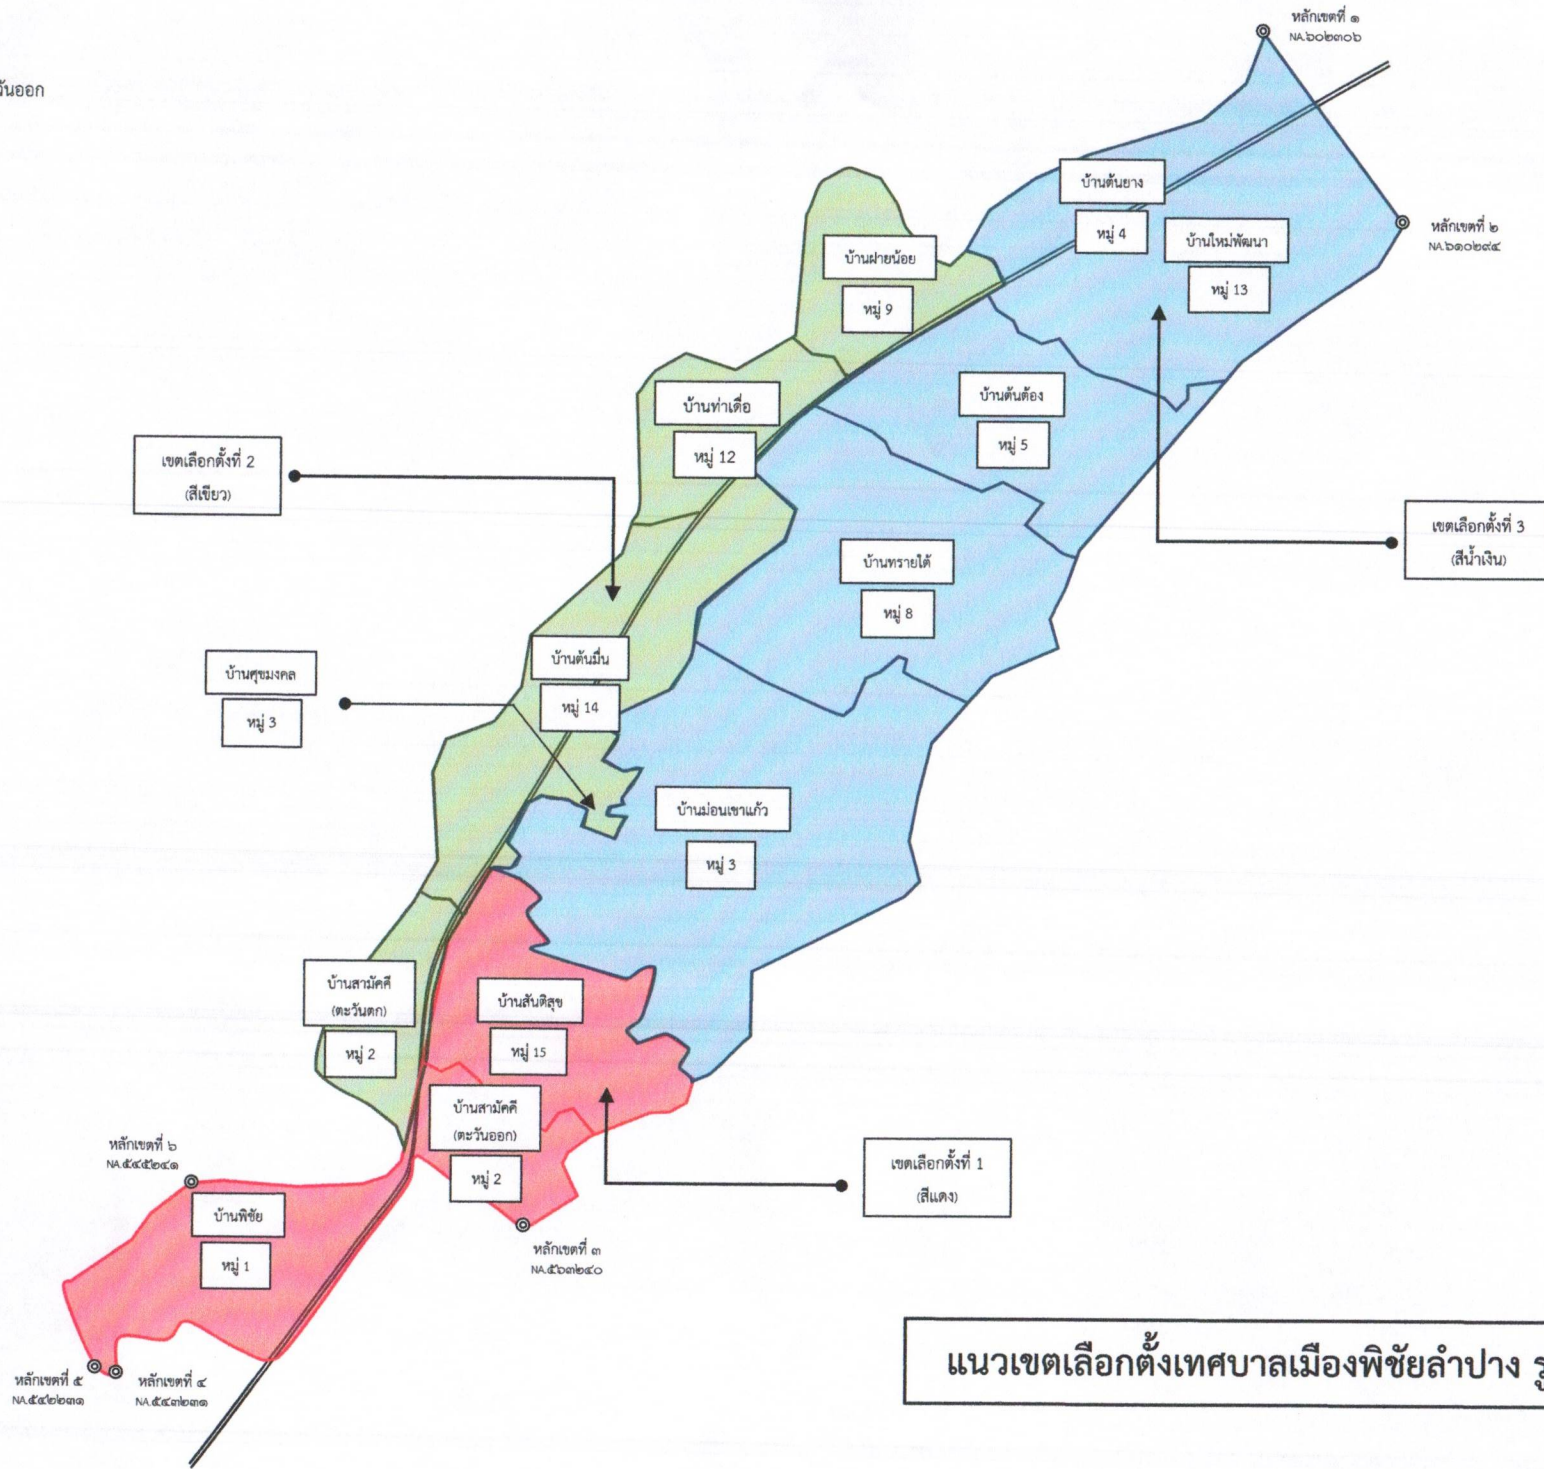 หลักเขตที่ ๑
NA.๖๐๒๓๐๖
วันออก
บ้านต้นยาง
หมู่ 4
หลักเขตที่ ๒
NA.๖๑๐๒๙๔
บ้านใหม่พัฒนา
หมู่ 13
บ้านฝายน้อย
หมู่ 9
บ้านต้นต้อง
หมู่ 5
บ้านท่าเดื่อ
หมู่ 12
เขตเลือกตั้งที่ 2
(สีเขียว)
เขตเลือกตั้งที่ 3
(สีน้ำเงิน)
บ้านทรายใต้
หมู่ 8
บ้านต้นมื่น
หมู่ 14
บ้านศุขมงคล
หมู่ 3
บ้านม่อนเขาแก้ว
หมู่ 3
บ้านสามัคคี
(ตะวันตก)
หมู่ 2
บ้านสันติสุข
หมู่ 15
บ้านสามัคคี
(ตะวันออก)
หมู่ 2
เขตเลือกตั้งที่ 1
(สีแดง)
หลักเขตที่ ๖
NA.๕๔๕๒๔๑
บ้านพิชัย
หมู่ 1
หลักเขตที่ ๓
NA.๕๖๓๒๔๐
หลักเขตที่ ๕
NA.๕๔๒๒๓๑
หลักเขตที่ ๔
NA.๕๔๓๒๓๑
แนวเขตเลือกตั้งเทศบาลเมืองพิชัยลำปาง รู